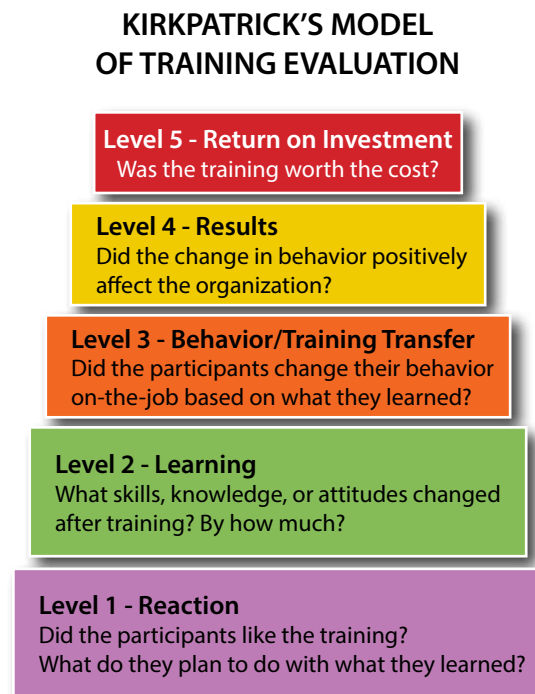 KIRKPATRICK'S MODEL
OF TRAINING EVALUATION
Level 5 - Return on Investment
Was the training worth the cost?
Level 4 - Results
Did the change in behavior positively
affect the organization?
Level 3 - Behavior/Training Transfer
Did the participants change their behavior
on-the-job based on what they learned?
Level 2 - Learning
What skills, knowledge, or attitudes changed
after training? By how much?
Level 1 - Reaction
Did the participants like the training?
What do they plan to do with what they learned?